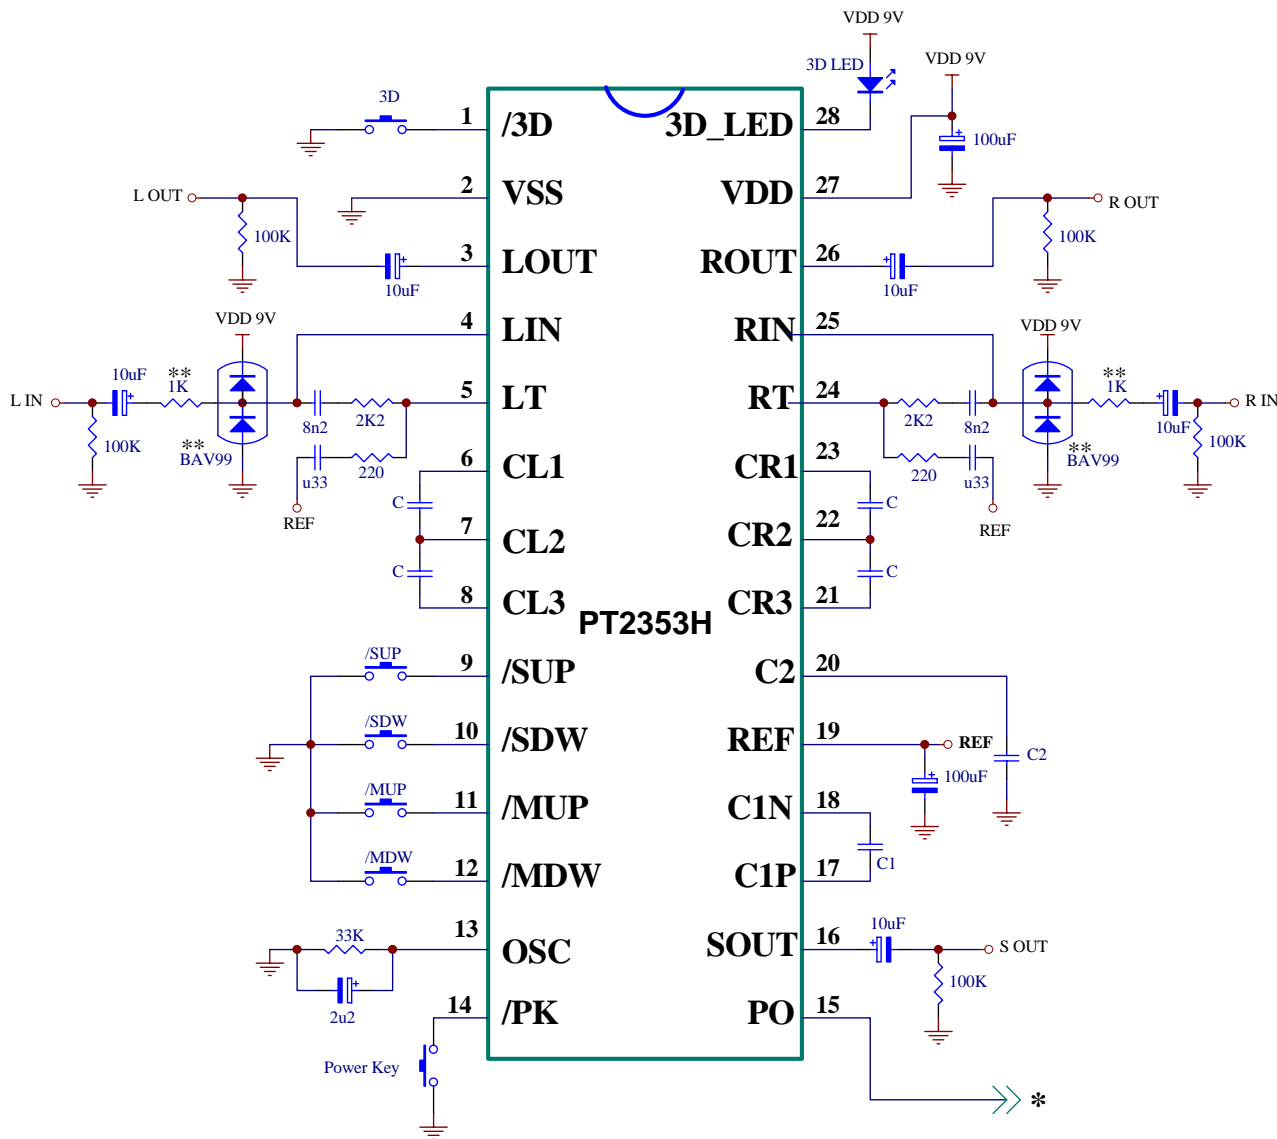 VDD 9V
3D LED
VDD 9V
3D
1
/3D
3D_LED
28
100uF
2
VSS
VDD
27
L OUT
R OUT
100K
3
LOUT
ROUT
26
100K
10uF
10uF
VDD 9V
4
LIN
RIN
25
VDD 9V
10uF
**
1K
**
1K
L IN
5
LT
RT
24
R IN
8n2
2K2
2K2
8n2
10uF
100K
**
BAV99
**
BAV99
100K
u33
220
6
CL1
CR1
23
220
u33
REF
C
C
REF
7
CL2
CR2
22
C
C
8
CL3
CR3
21
PT2353H
/SUP
9
/SUP
C2
20
/SDW
10
/SDW
REF
19
REF
C2
100uF
/MUP
11
/MUP
C1N
18
/MDW
12
/MDW
C1P
17
C1
33K
13
OSC
SOUT
16
10uF
S OUT
2u2
100K
14
/PK
PO
15
Power Key
*